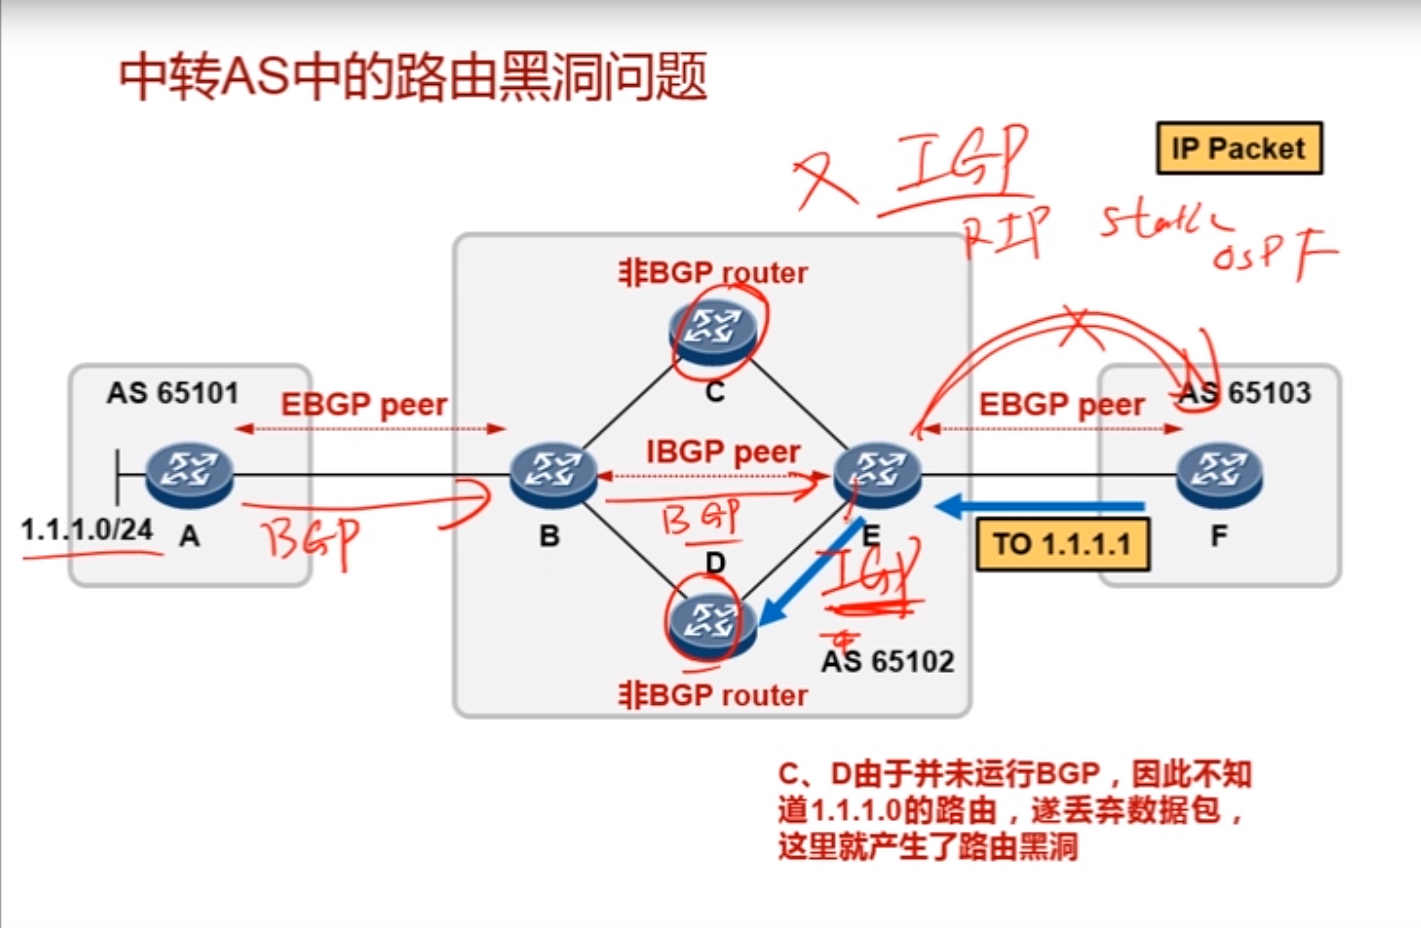 中转AS中的路由黑洞问题
IP Packet
X IGP
RIP
static
OSPF
非BGP router
C
AS 65101
EBGP peer
IBGP peer
EBGP peer
AS 65103
1.1.1.0/24
A
BGP
B
BGP
D
E
IGP
TO 1.1.1.1
F
AS 65102
非BGP router
C、D由于并未运行BGP，因此不知
道1.1.1.0的路由，遂丢弃数据包，
这里就产生了路由黑洞